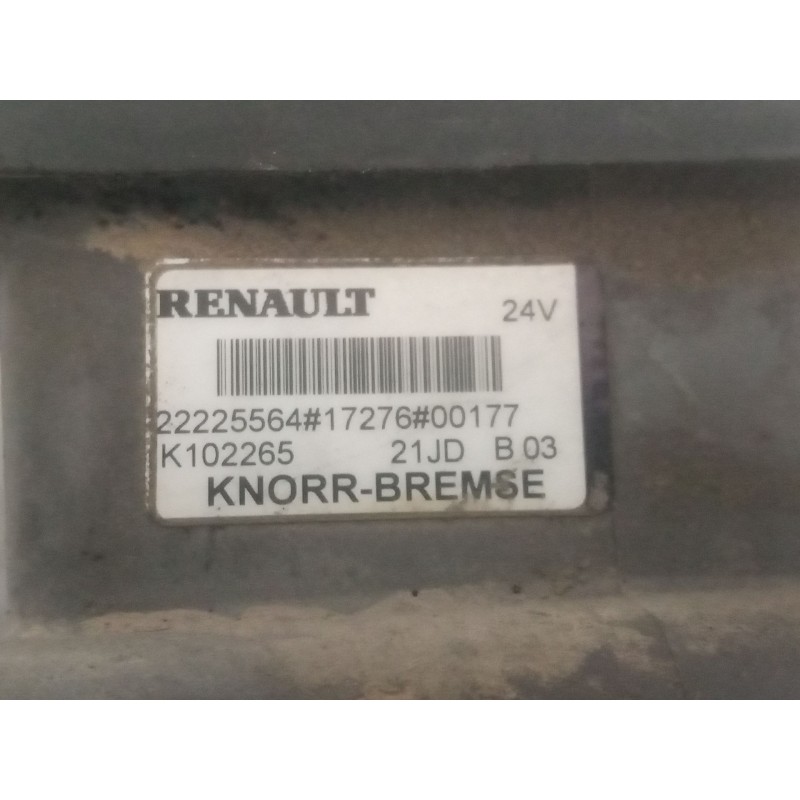 RENAULT 24V
22225564#17276#00177
K102265 21JD B 03
KNORR-BREMSE